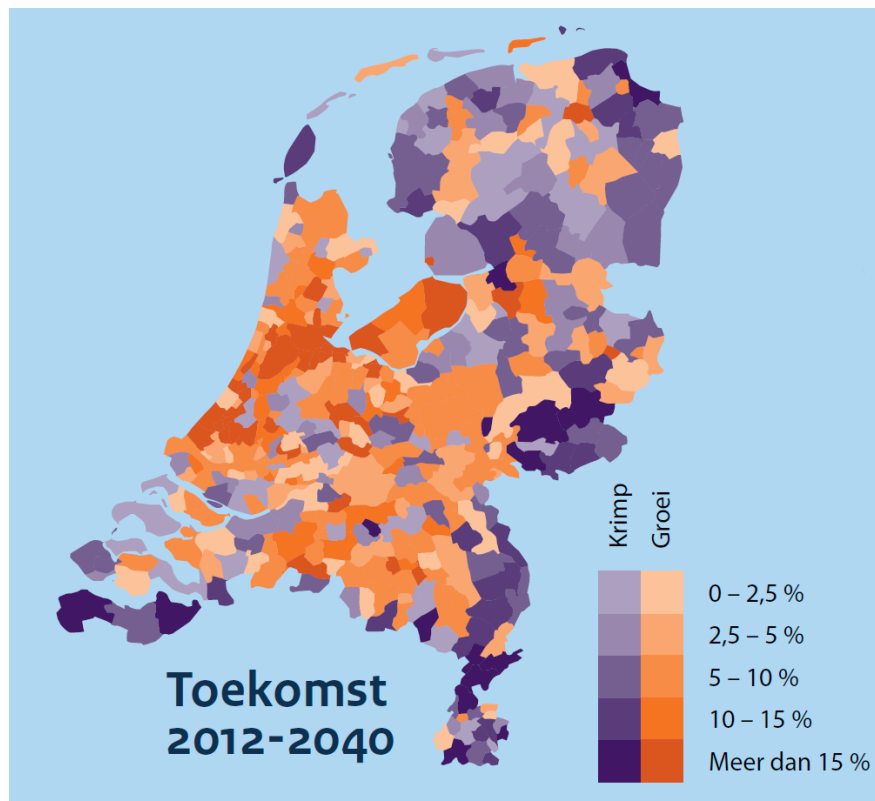 Krimp
Groei
0 – 2,5 %
2,5 – 5 %
5 – 10 %
10 – 15 %
Meer dan 15 %
Toekomst
2012-2040